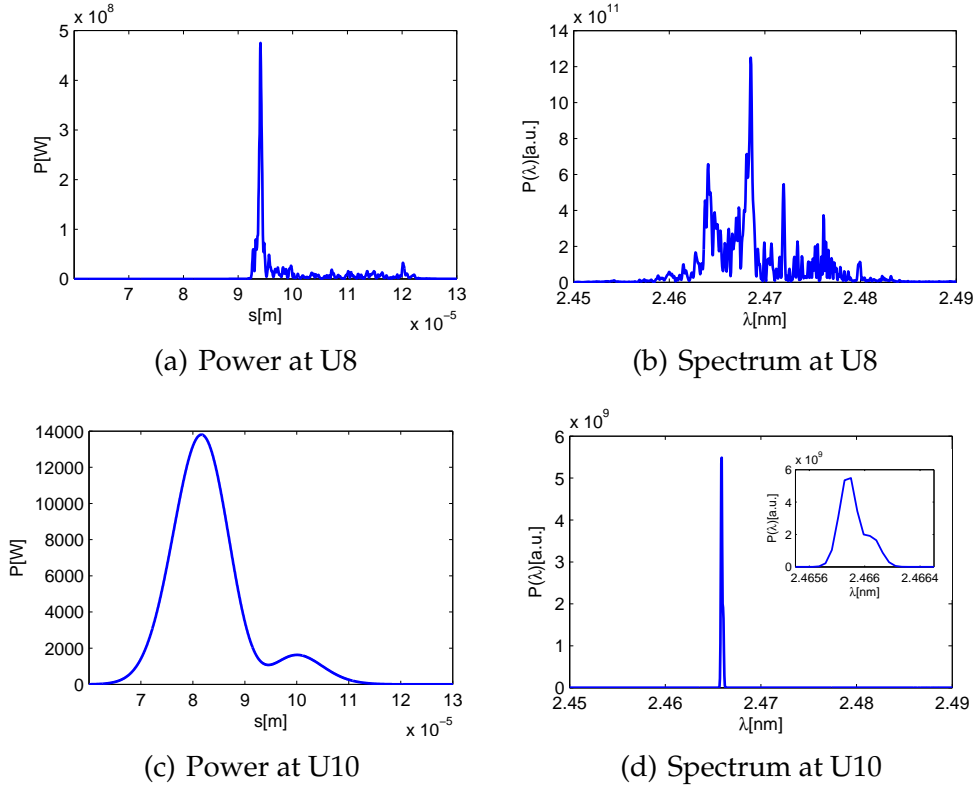 x 10^8
5
4
3
2
1
0
P[W]
7 8 9 10 11 12 13
s[m]
x 10^−5
(a) Power at U8
x 10^11
14
12
10
8
6
4
2
0
P(λ)[a.u.]
2.45 2.46 2.47 2.48 2.49
λ[nm]
(b) Spectrum at U8
14000
12000
10000
8000
6000
4000
2000
0
P[W]
7 8 9 10 11 12 13
s[m]
x 10^−5
(c) Power at U10
x 10^9
6
5
4
3
2
1
0
P(λ)[a.u.]
2.45 2.46 2.47 2.48 2.49
λ[nm]
x 10^9
6
4
2
0
P(λ)[a.u.]
2.4656 2.466 2.4664
λ[nm]
(d) Spectrum at U10